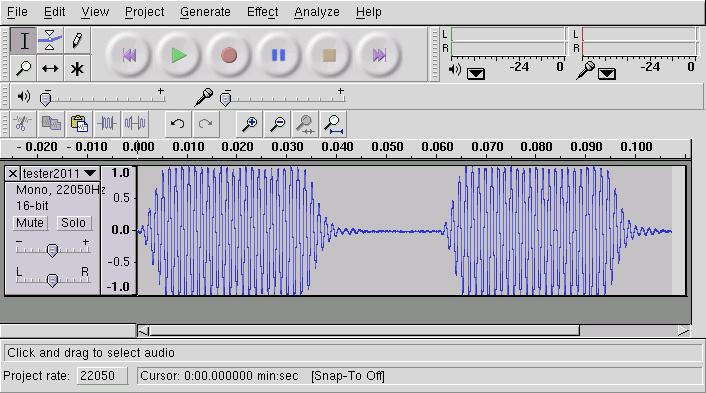 File Edit View Project Generate Effect Analyze Help
L
R
-24 0
L
R
-24 0
- +
- +
- 0.020 - 0.010 0.000 0.010 0.020 0.030 0.040 0.050 0.060 0.070 0.080 0.090 0.100
tester2011
Mono, 22050Hz
16-bit
Mute Solo
- +
L R
1.0
0.5
0.0
-0.5
-1.0
Click and drag to select audio
Project rate: 22050 Cursor: 0:00.000000 min:sec [Snap-To Off]